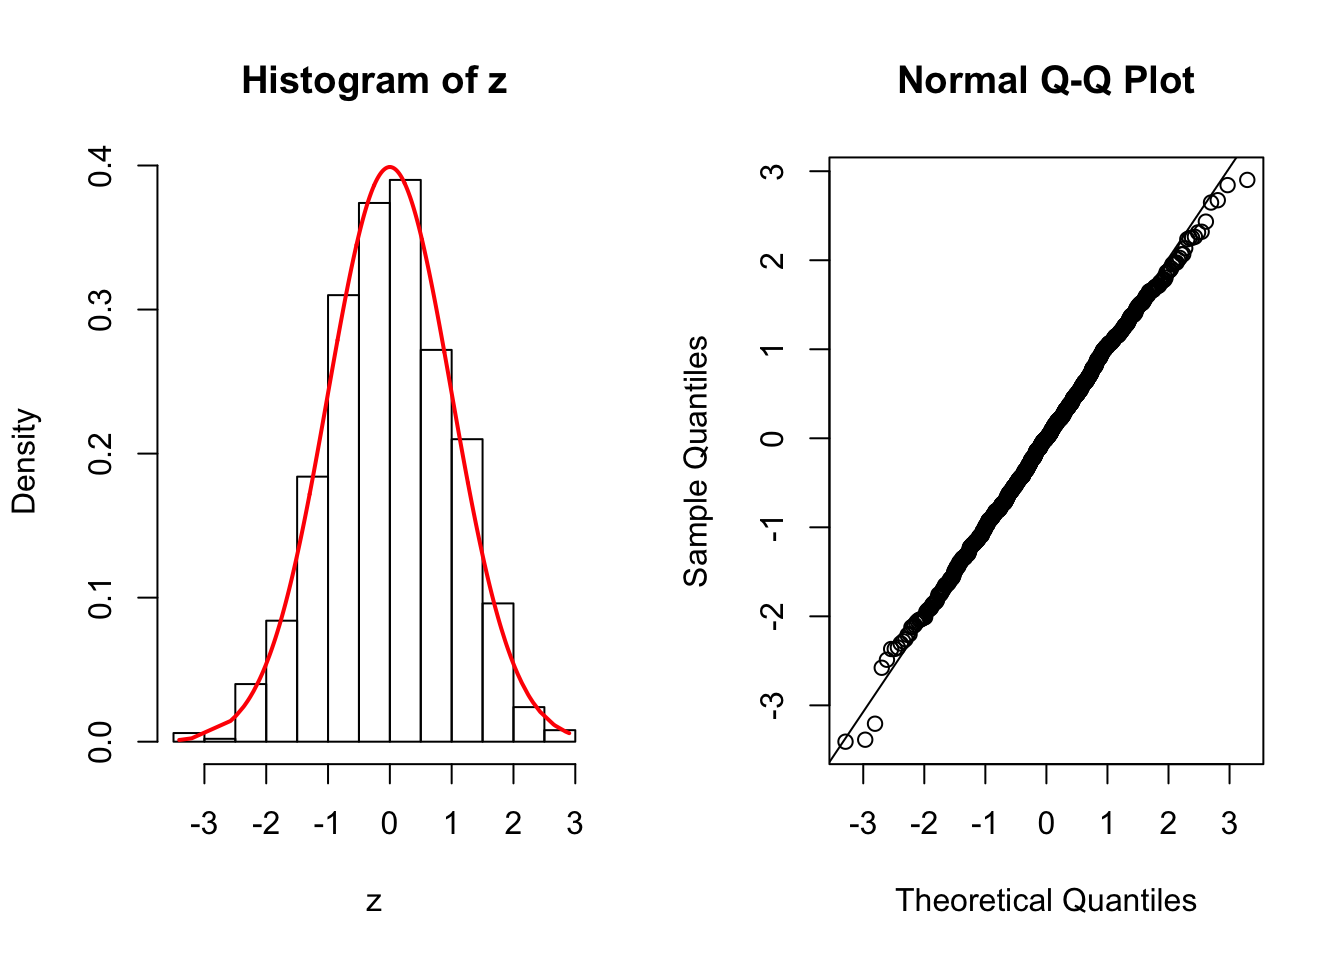 Histogram of z
Density
0.0
0.1
0.2
0.3
0.4
-3 -2 -1 0 1 2 3
z
Normal Q-Q Plot
Sample Quantiles
-3
-2
-1
0
1
2
3
-3 -2 -1 0 1 2 3
Theoretical Quantiles